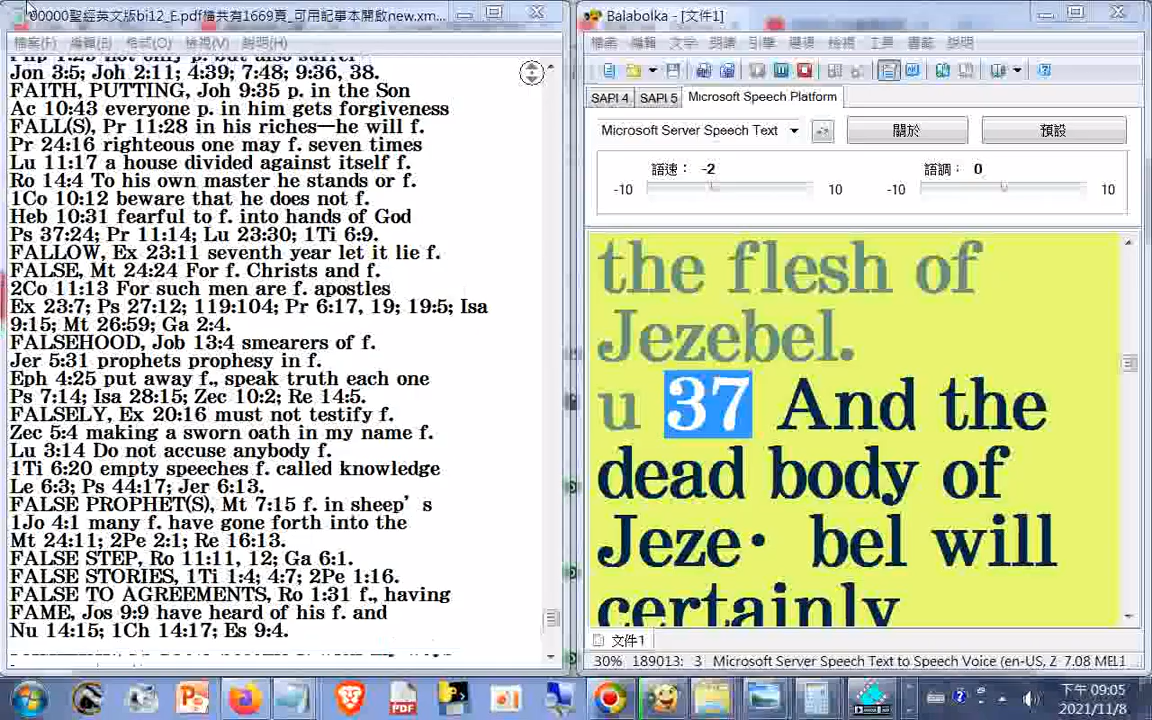 00000聖經英文版bi12_E.pdf檔共有1669頁_可用記事本開啟new.xm...
檔案(F) 編輯(E) 格式(O) 檢視(V) 說明(H)
Php 1:29 not only p. but also suffer
Jon 3:5; Joh 2:11; 4:39; 7:48; 9:36, 38.
FAITH, PUTTING, Joh 9:35 p. in the Son
Ac 10:43 everyone p. in him gets forgiveness
FALL(S), Pr 11:28 in his riches—he will f.
Pr 24:16 righteous one may f. seven times
Lu 11:17 a house divided against itself f.
Ro 14:4 To his own master he stands or f.
1Co 10:12 beware that he does not f.
Heb 10:31 fearful to f. into hands of God
Ps 37:24; Pr 11:14; Lu 23:30; 1Ti 6:9.
FALLOW, Ex 23:11 seventh year let it lie f.
FALSE, Mt 24:24 For f. Christs and f.
2Co 11:13 For such men are f. apostles
Ex 23:7; Ps 27:12; 119:104; Pr 6:17, 19; 19:5; Isa
9:15; Mt 26:59; Ga 2:4.
FALSEHOOD, Job 13:4 smearers of f.
Jer 5:31 prophets prophesy in f.
Eph 4:25 put away f., speak truth each one
Ps 7:14; Isa 28:15; Zec 10:2; Re 14:5.
FALSELY, Ex 20:16 must not testify f.
Zec 5:4 making a sworn oath in my name f.
Lu 3:14 Do not accuse anybody f.
1Ti 6:20 empty speeches f. called knowledge
Le 6:3; Ps 44:17; Jer 6:13.
FALSE PROPHET(S), Mt 7:15 f. in sheep’s
1Jo 4:1 many f. have gone forth into the
Mt 24:11; 2Pe 2:1; Re 16:13.
FALSE STEP, Ro 11:11, 12; Ga 6:1.
FALSE STORIES, 1Ti 1:4; 4:7; 2Pe 1:16.
FALSE TO AGREEMENTS, Ro 1:31 f., having
FAME, Jos 9:9 have heard of his f. and
Nu 14:15; 1Ch 14:17; Es 9:4.
Balabolka - [文件1]
檔案 編輯 文字 朗讀 引擎 選項 檢視 工具 書籤 說明
SAPI 4 SAPI 5 Microsoft Speech Platform
Microsoft Server Speech Text 關於 預設
語速： -2 語調： 0
-10 10 -10 10
the flesh of
Jezebel.
u 37 And the
dead body of
Jeze· bel will
certainly
文件1
30% 189013: 3 Microsoft Server Speech Text to Speech Voice (en-US, Z 7.08 MEL1
PDF
下午 09:05
2021/11/8